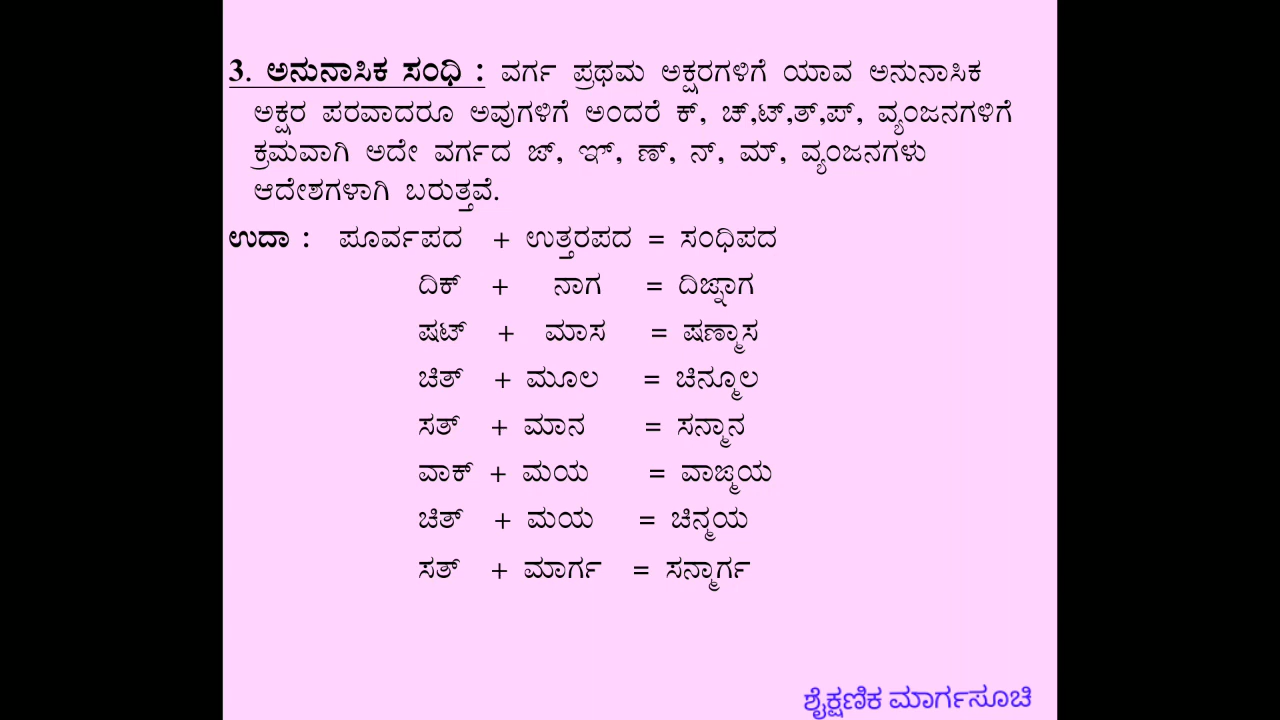 3. ಅನುನಾಸಿಕ ಸಂಧಿ : ವರ್ಗ ಪ್ರಥಮ ಅಕ್ಷರಗಳಿಗೆ ಯಾವ ಅನುನಾಸಿಕ
ಅಕ್ಷರ ಪರವಾದರೂ ಅವುಗಳಿಗೆ ಅಂದರೆ ಕ್, ಚ್,ಟ್,ತ್,ಪ್, ವ್ಯಂಜನಗಳಿಗೆ
ಕ್ರಮವಾಗಿ ಅದೇ ವರ್ಗದ ಙ್, ಞ್, ಣ್, ನ್, ಮ್, ವ್ಯಂಜನಗಳು
ಆದೇಶಗಳಾಗಿ ಬರುತ್ತವೆ.
ಉದಾ : ಪೂರ್ವಪದ + ಉತ್ತರಪದ = ಸಂಧಿಪದ
ದಿಕ್ + ನಾಗ = ದಿಙ್ನಾಗ
ಷಟ್ + ಮಾಸ = ಷಣ್ಮಾಸ
ಚಿತ್ + ಮೂಲ = ಚಿನ್ಮೂಲ
ಸತ್ + ಮಾನ = ಸನ್ಮಾನ
ವಾಕ್ + ಮಯ = ವಾಙ್ಮಯ
ಚಿತ್ + ಮಯ = ಚಿನ್ಮಯ
ಸತ್ + ಮಾರ್ಗ = ಸನ್ಮಾರ್ಗ
ಶೈಕ್ಷಣಿಕ ಮಾರ್ಗಸೂಚಿ